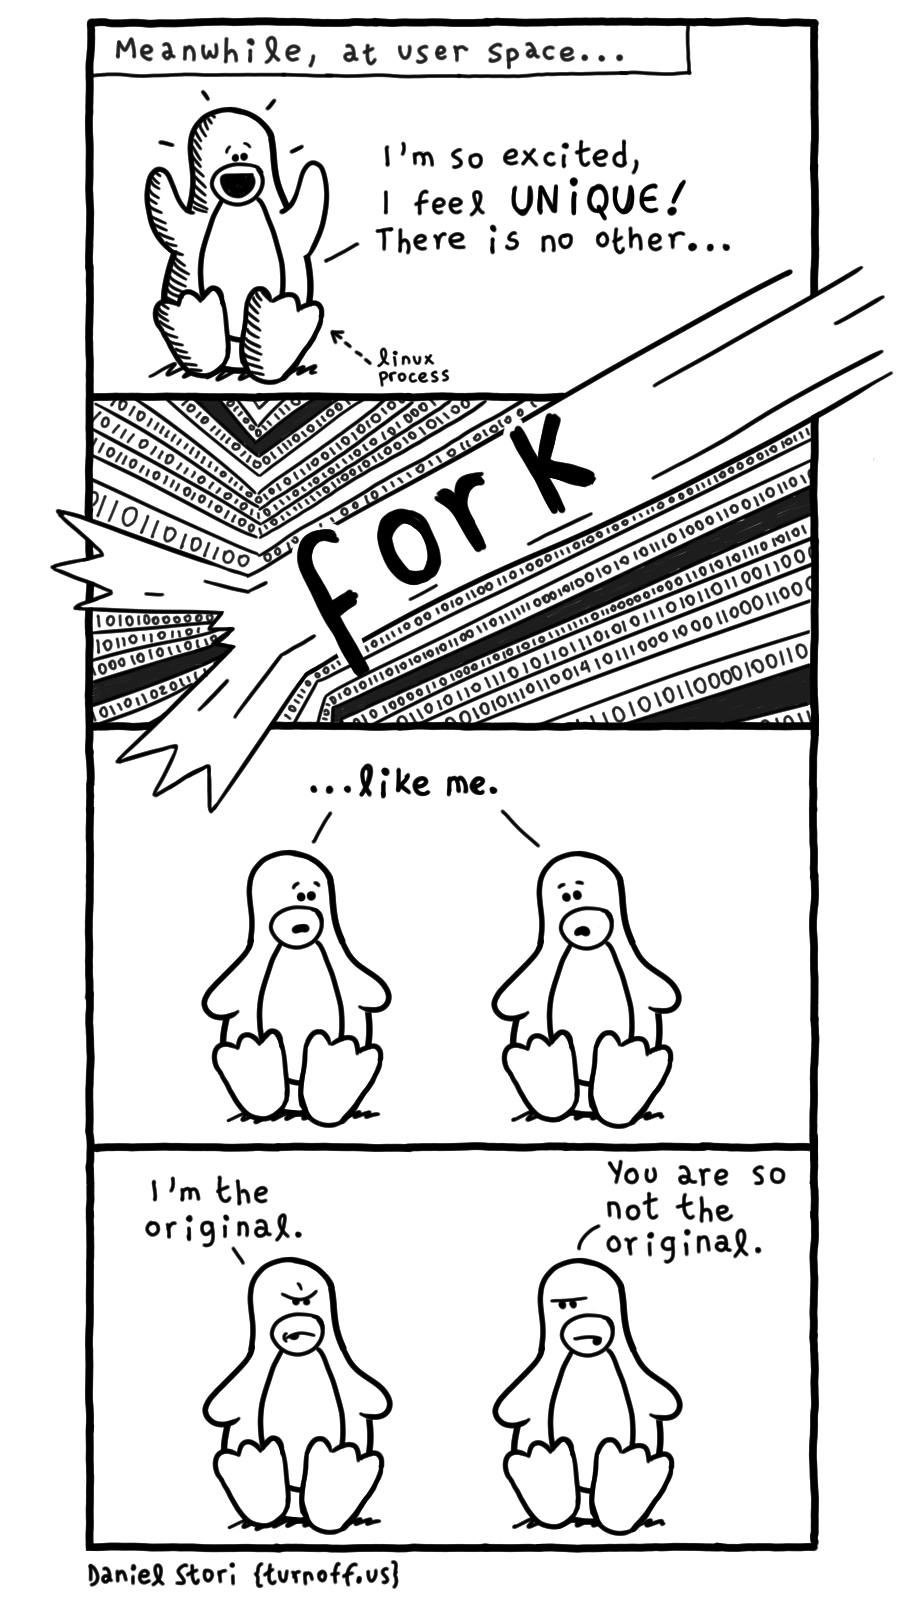 Meanwhile, at user space...
I'm so excited,
I feel UNiQUE!
There is no other...
linux
process
fork
...like me.
I'm the
original.
You are so
not the
original.
Daniel Stori {turnoff.us}